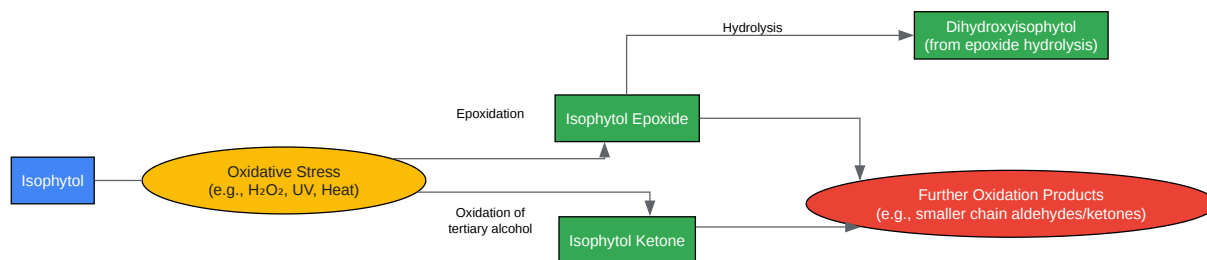 Hydrolysis
Dihydroxyisophytol
(from epoxide hydrolysis)
Epoxidation
Isophytol Epoxide
Isophytol
Oxidative Stress
(e.g., H₂O₂, UV, Heat)
Further Oxidation Products
(e.g., smaller chain aldehydes/ketones)
Oxidation of
tertiary alcohol
Isophytol Ketone